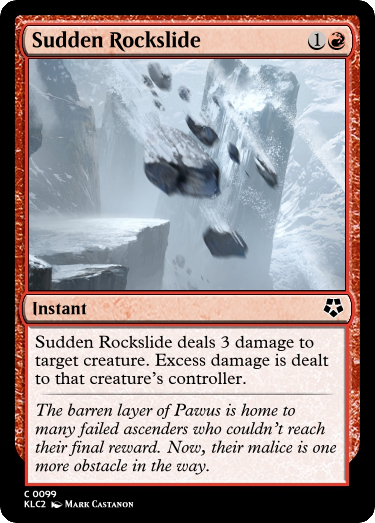 Sudden Rockslide 1
Instant
Sudden Rockslide deals 3 damage to
target creature. Excess damage is dealt
to that creature's controller.
The barren layer of Pawus is home to
many failed ascenders who couldn't reach
their final reward. Now, their malice is one
more obstacle in the way.
C 0099
KLC2 Mark Castanon